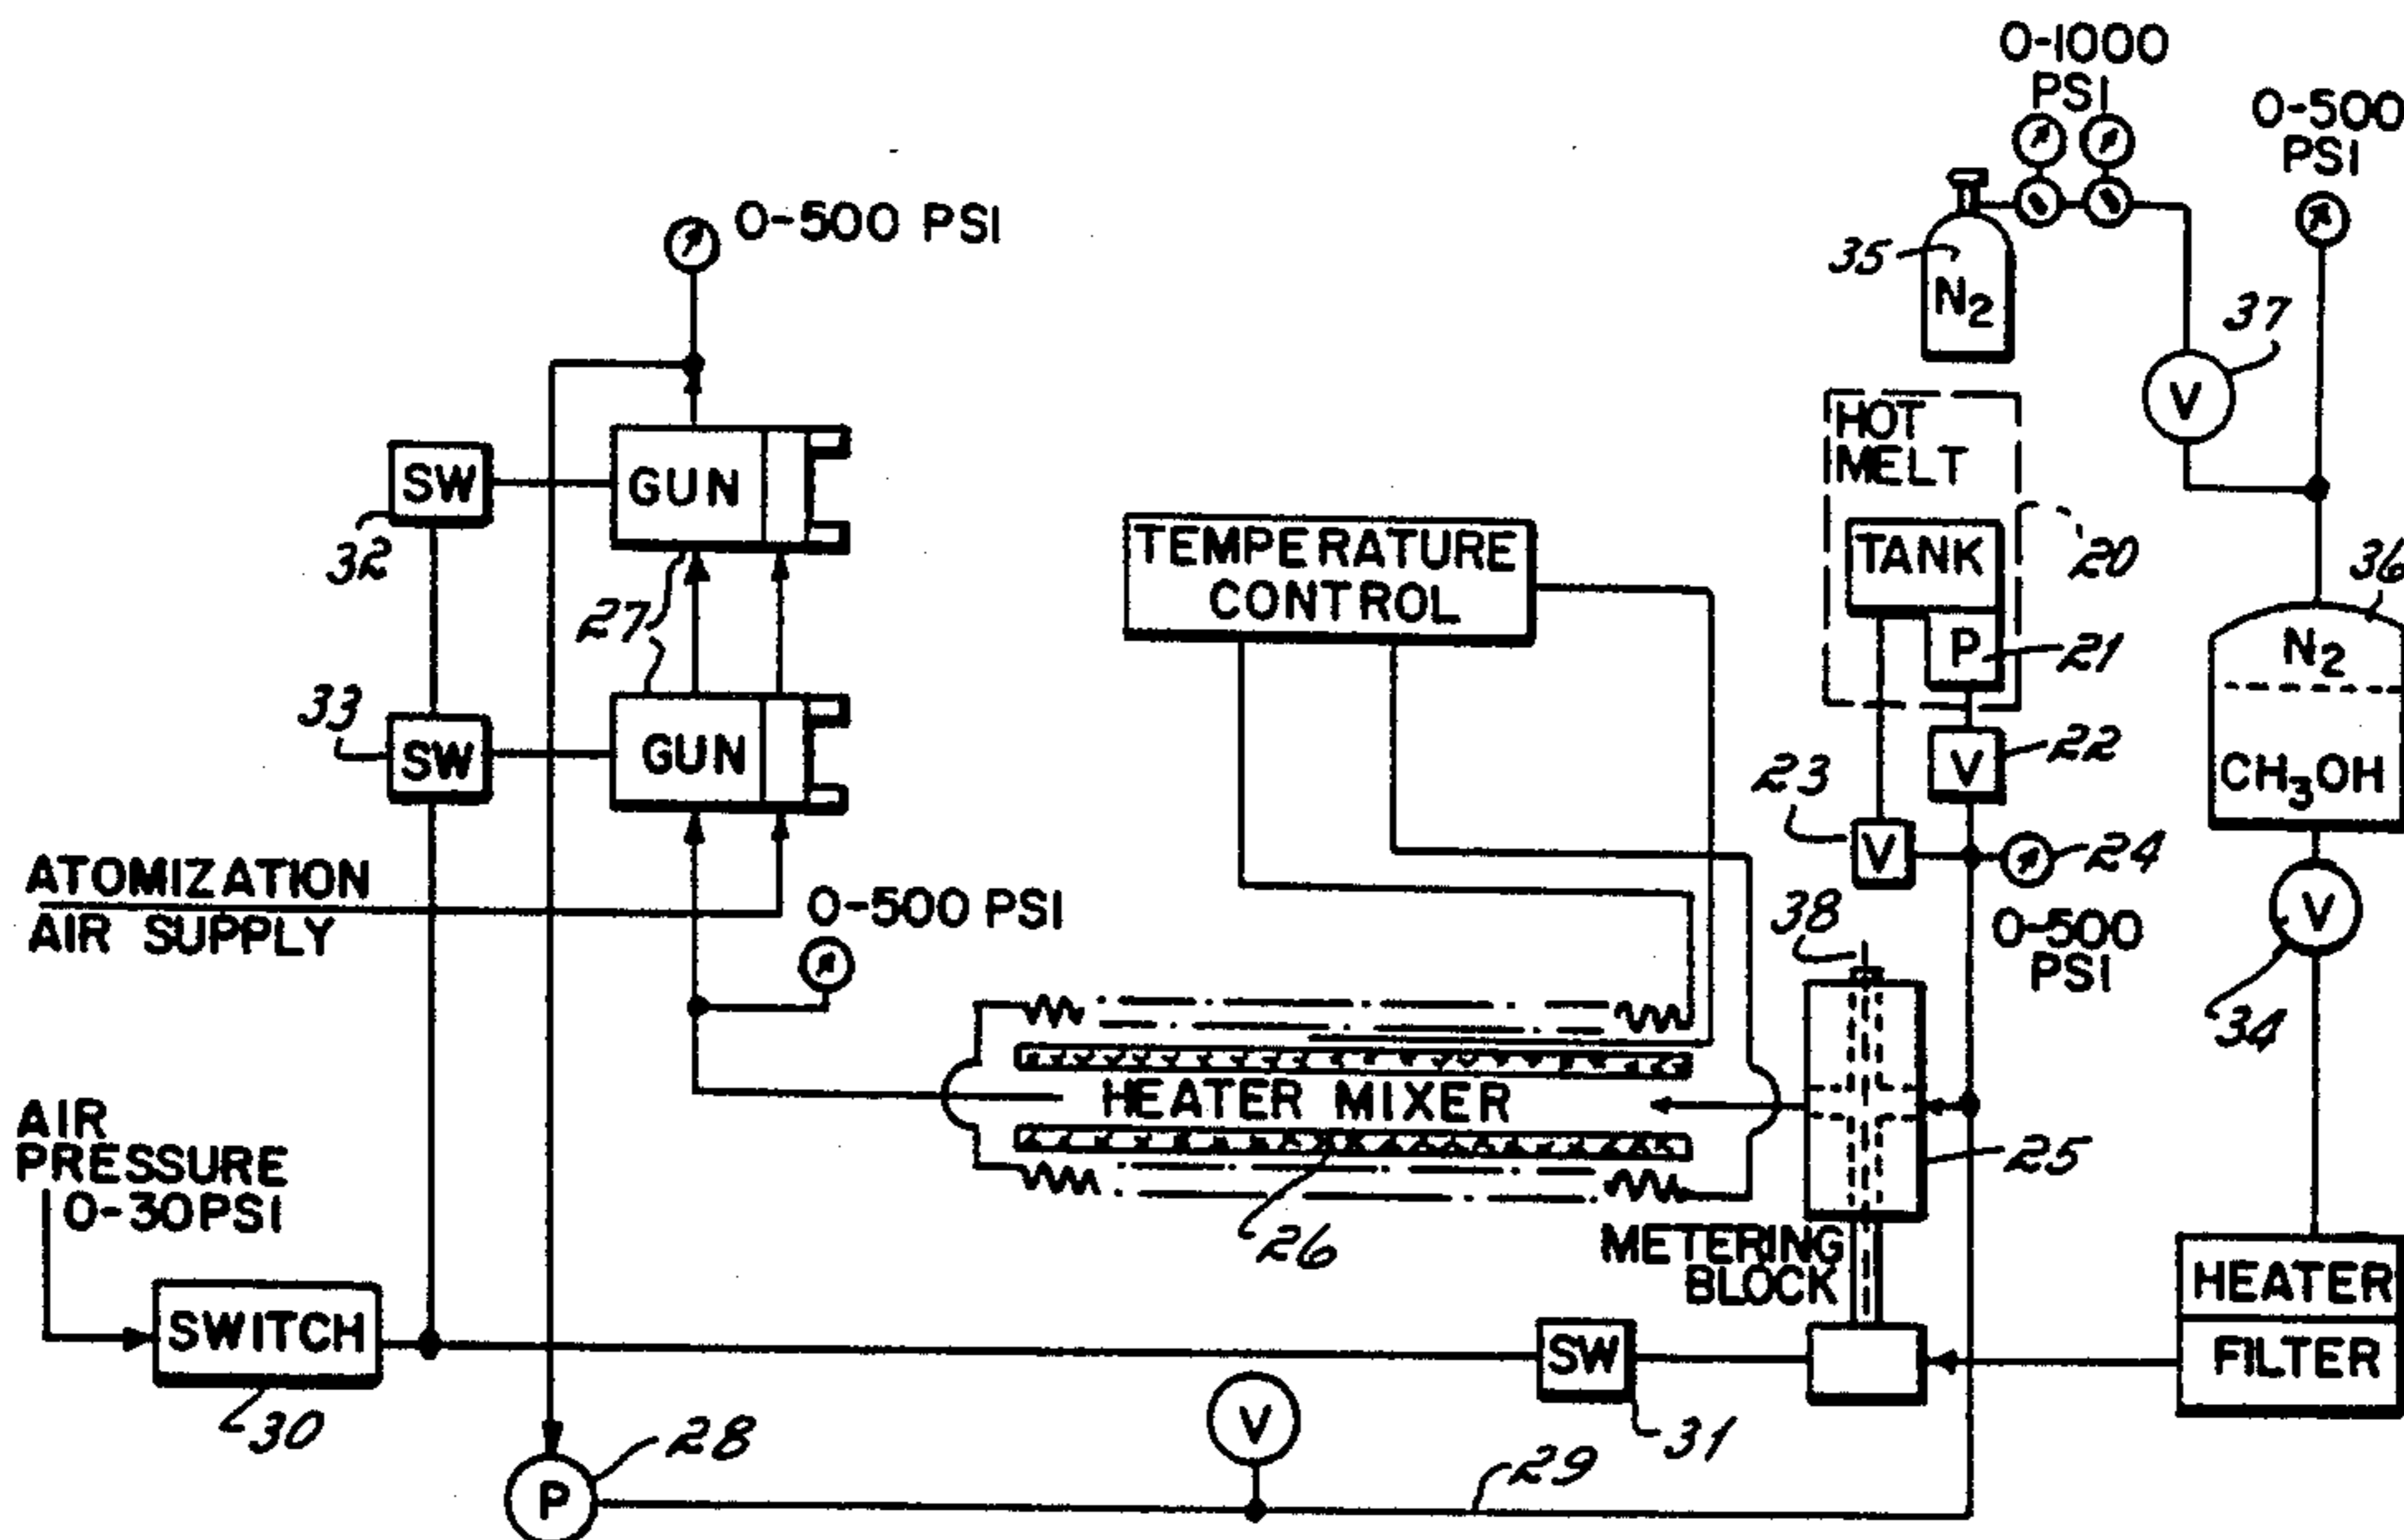 0-1000
PSI
0-500
PSI
0-500 PSI
35
N2
37
HOT
MELT
SW
GUN
32
TEMPERATURE
CONTROL
TANK
20
36
27
P
21
N2
33
SW
GUN
V
22
CH3OH
23
V
24
V
ATOMIZATION
AIR SUPPLY
0-500 PSI
38
0-500
PSI
34
HEATER MIXER
AIR
PRESSURE
0-30PSI
25
26
METERING
BLOCK
HEATER
FILTER
SWITCH
SW
30
28
V
31
29
P
V